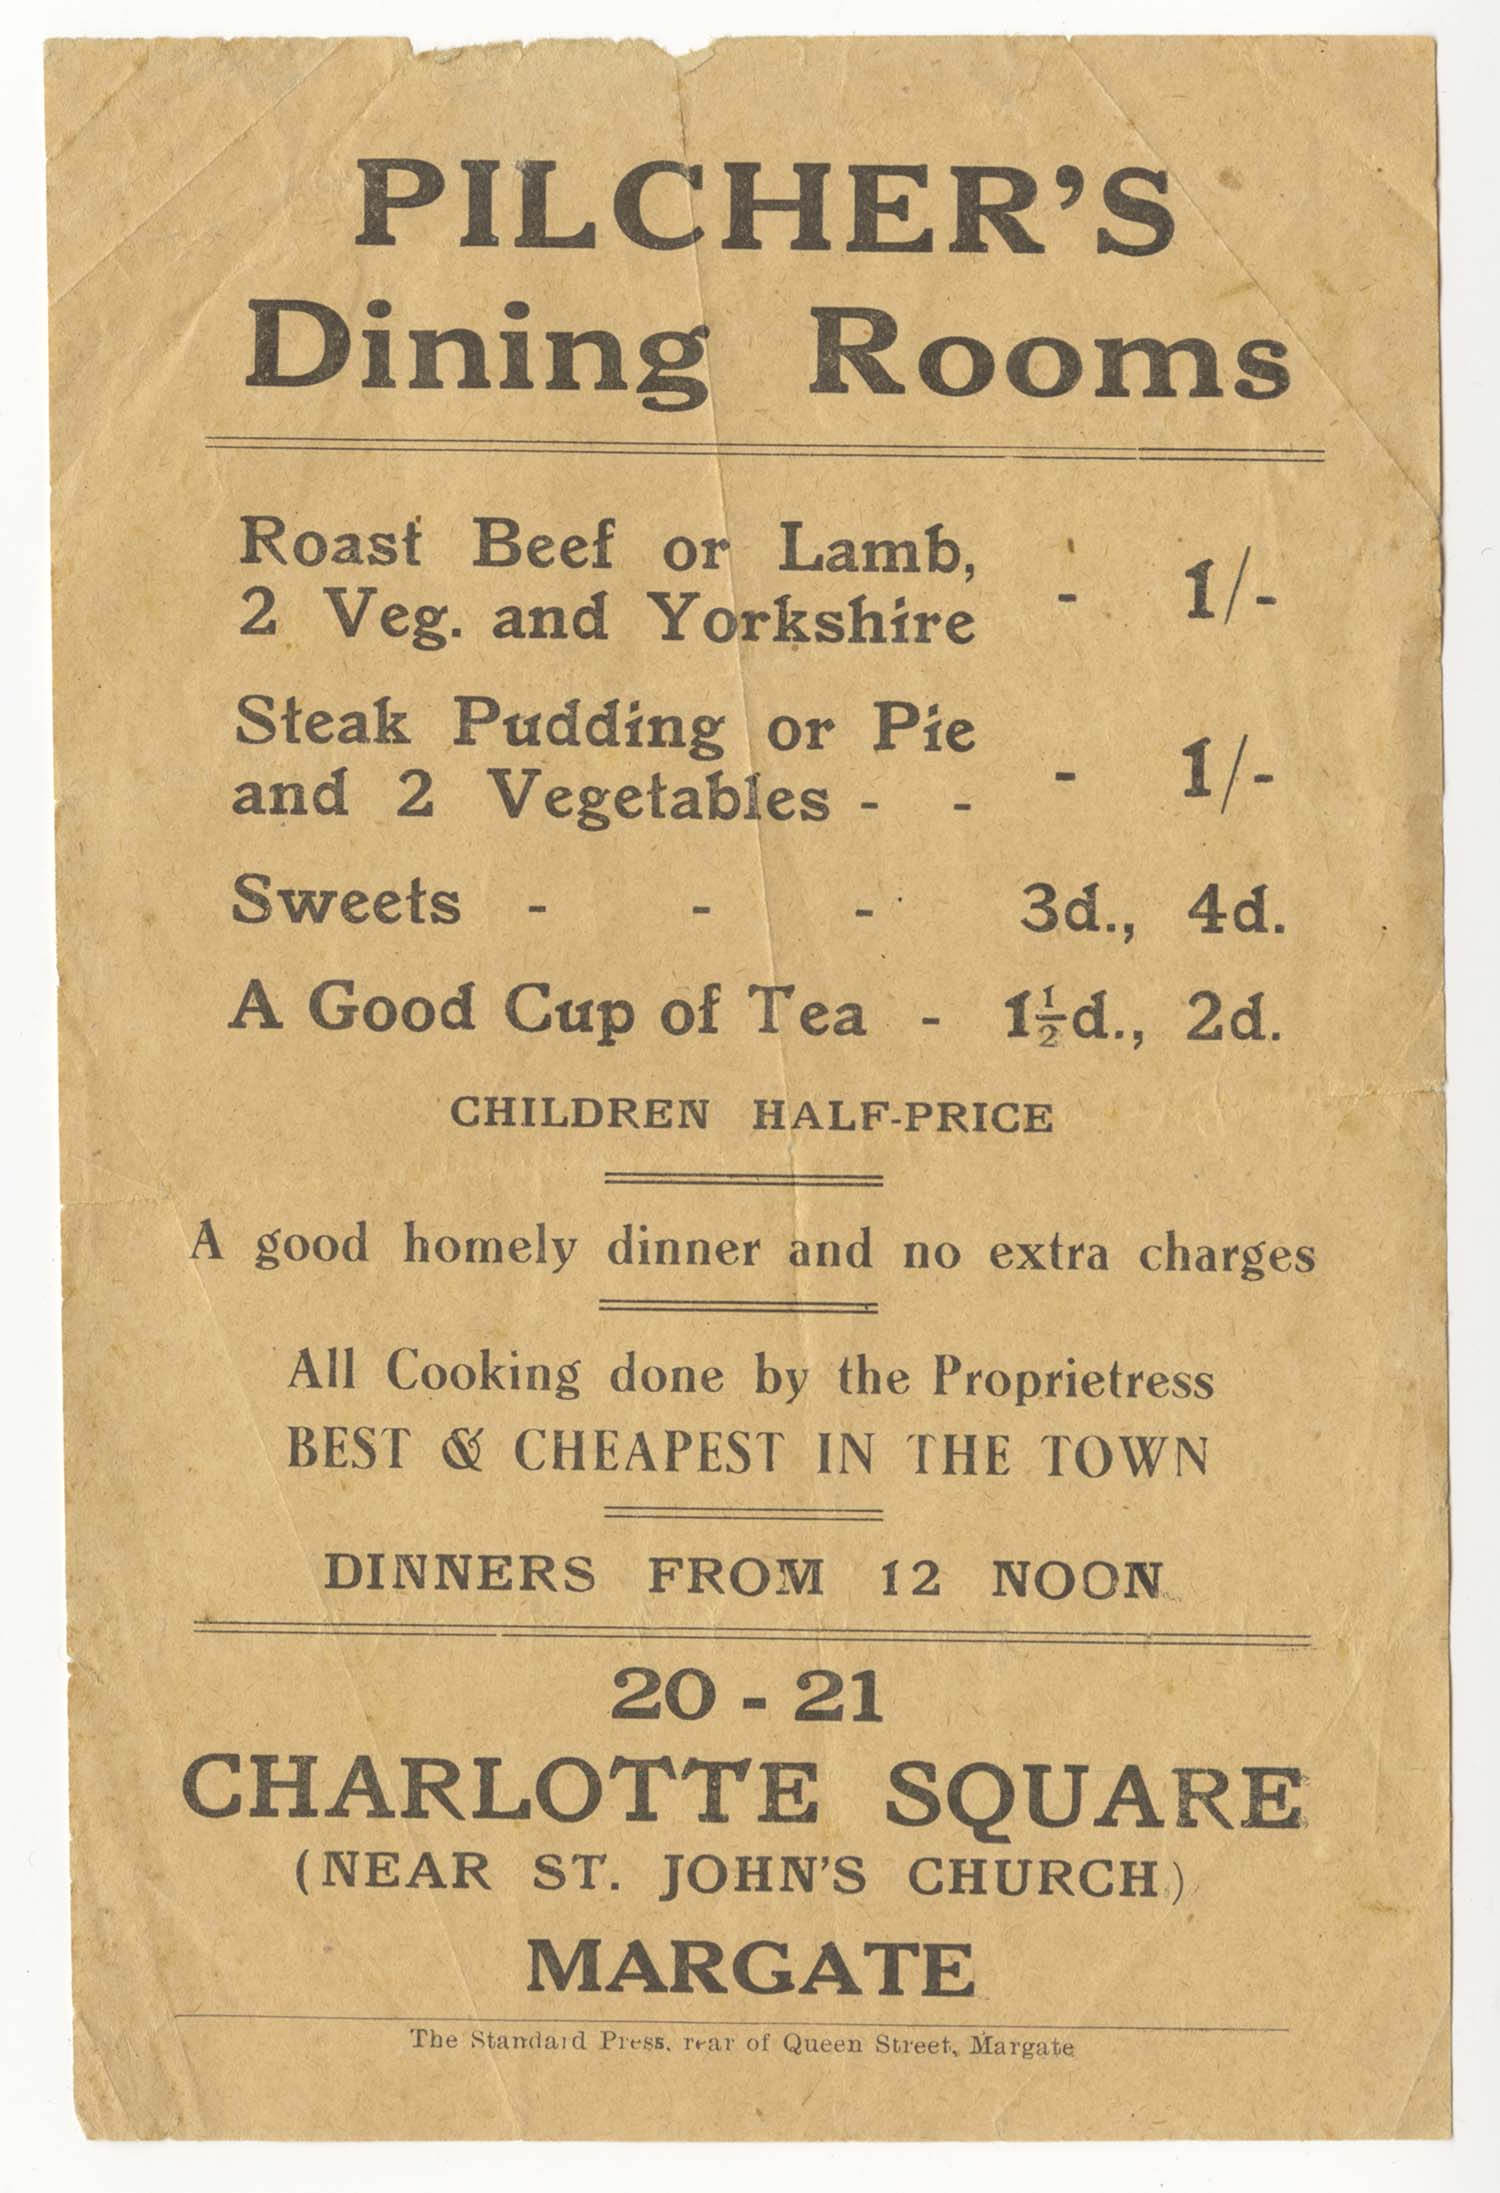 PILCHER'S
Dining Rooms
Roast Beef or Lamb,
2 Veg. and Yorkshire - 1/-
Steak Pudding or Pie
and 2 Vegetables - - - 1/-
Sweets - - - 3d., 4d.
A Good Cup of Tea - 1½d., 2d.
CHILDREN HALF-PRICE
A good homely dinner and no extra charges
All Cooking done by the Proprietress
BEST & CHEAPEST IN THE TOWN
DINNERS FROM 12 NOON
20 - 21
CHARLOTTE SQUARE
(NEAR ST. JOHN'S CHURCH)
MARGATE
The Standard Press, rear of Queen Street, Margate